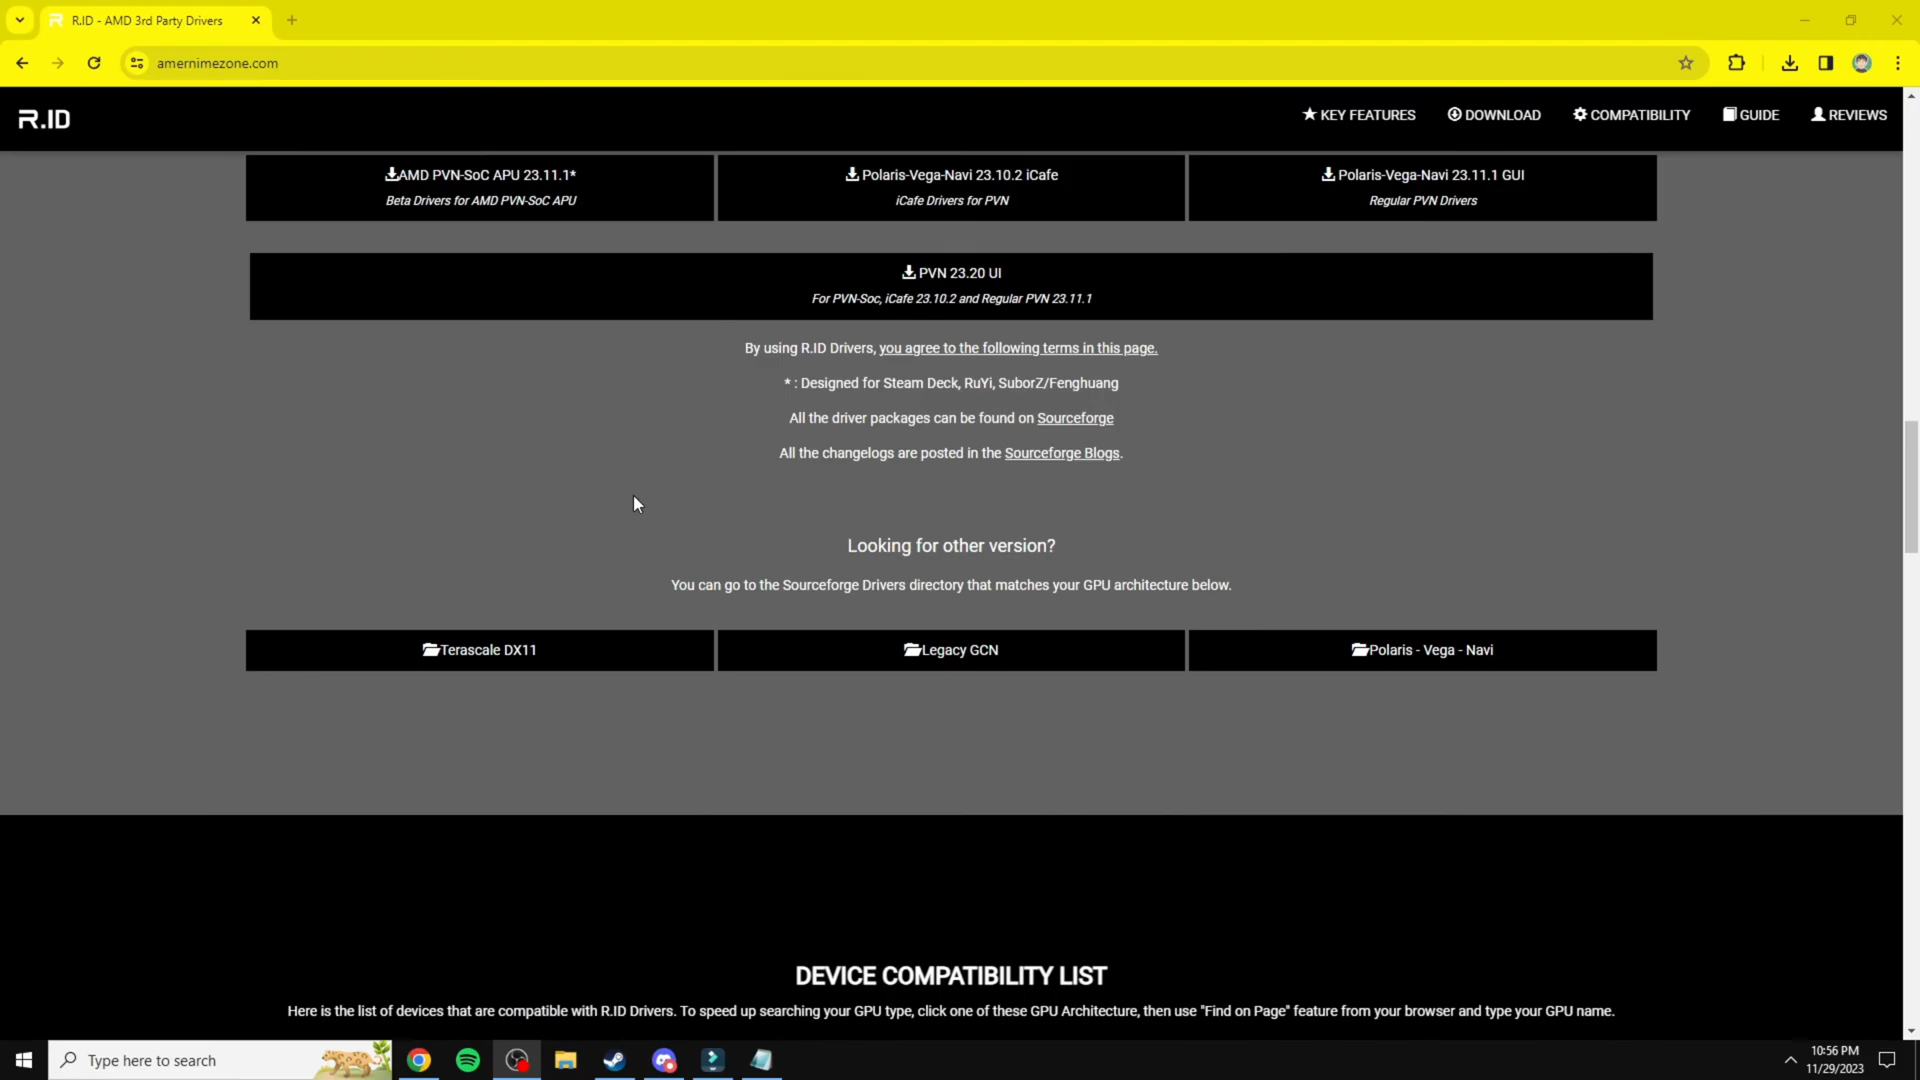 R.ID - AMD 3rd Party Drivers
amernimezone.com
R.ID
KEY FEATURES
DOWNLOAD
COMPATIBILITY
GUIDE
REVIEWS
AMD PVN-SoC APU 23.11.1*
Beta Drivers for AMD PVN-SoC APU
Polaris-Vega-Navi 23.10.2 iCafe
iCafe Drivers for PVN
Polaris-Vega-Navi 23.11.1 GUI
Regular PVN Drivers
PVN 23.20 UI
For PVN-Soc, iCafe 23.10.2 and Regular PVN 23.11.1
By using R.ID Drivers, you agree to the following terms in this page.
* : Designed for Steam Deck, RuYi, SuborZ/Fenghuang
All the driver packages can be found on Sourceforge
All the changelogs are posted in the Sourceforge Blogs.
Looking for other version?
You can go to the Sourceforge Drivers directory that matches your GPU architecture below.
Terascale DX11
Legacy GCN
Polaris - Vega - Navi
DEVICE COMPATIBILITY LIST
Here is the list of devices that are compatible with R.ID Drivers. To speed up searching your GPU type, click one of these GPU Architecture, then use "Find on Page" feature from your browser and type your GPU name.
Type here to search
10:56 PM
11/29/2023